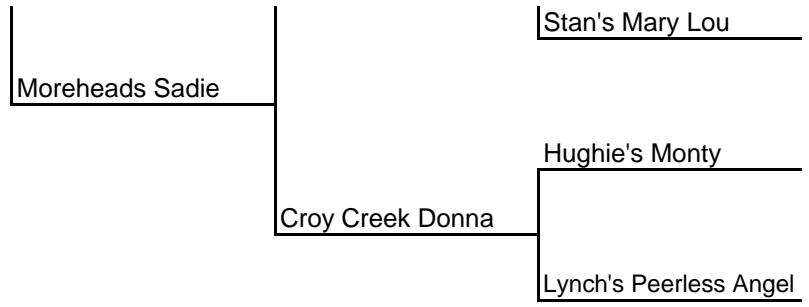 Stan's Mary Lou
Moreheads Sadie
Hughie's Monty
Croy Creek Donna
Lynch's Peerless Angel